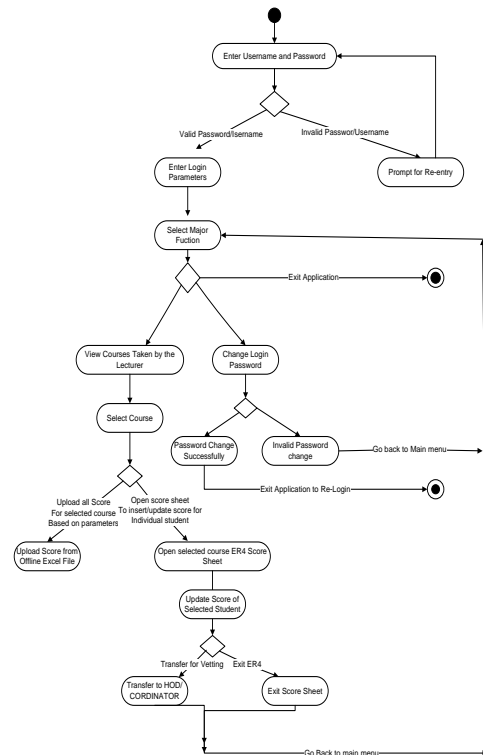 Enter Username and Password
Valid Password/Isername
Invalid Passwor/Username
Enter Login
Parameters
Prompt for Re-entry
Select Major
Fuction
Exit Application
View Courses Taken by the
Lecturer
Change Login
Password
Select Course
Password Change
Successfully
Invalid Password
change
Go back to Main menu
Exit Application to Re-Login
Upload all Score
For selected course
Based on parameters
Open score sheet
To insert/update score for
Individual student
Upload Score from
Offline Excel File
Open selected course ER4 Score
Sheet
Update Score of
Selected Student
Transfer for Vetting
Exit ER4
Transfer to HOD/
CORDINATOR
Exit Score Sheet
Go Back to main menu